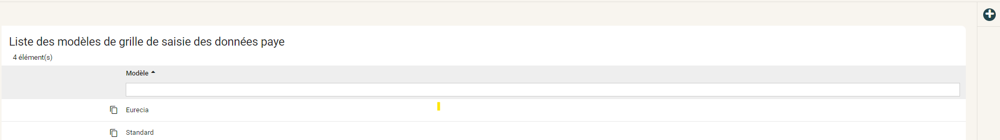 Liste des modèles de grille de saisie des données paye
4 élément(s)
Modèle
Eurecia
Standard